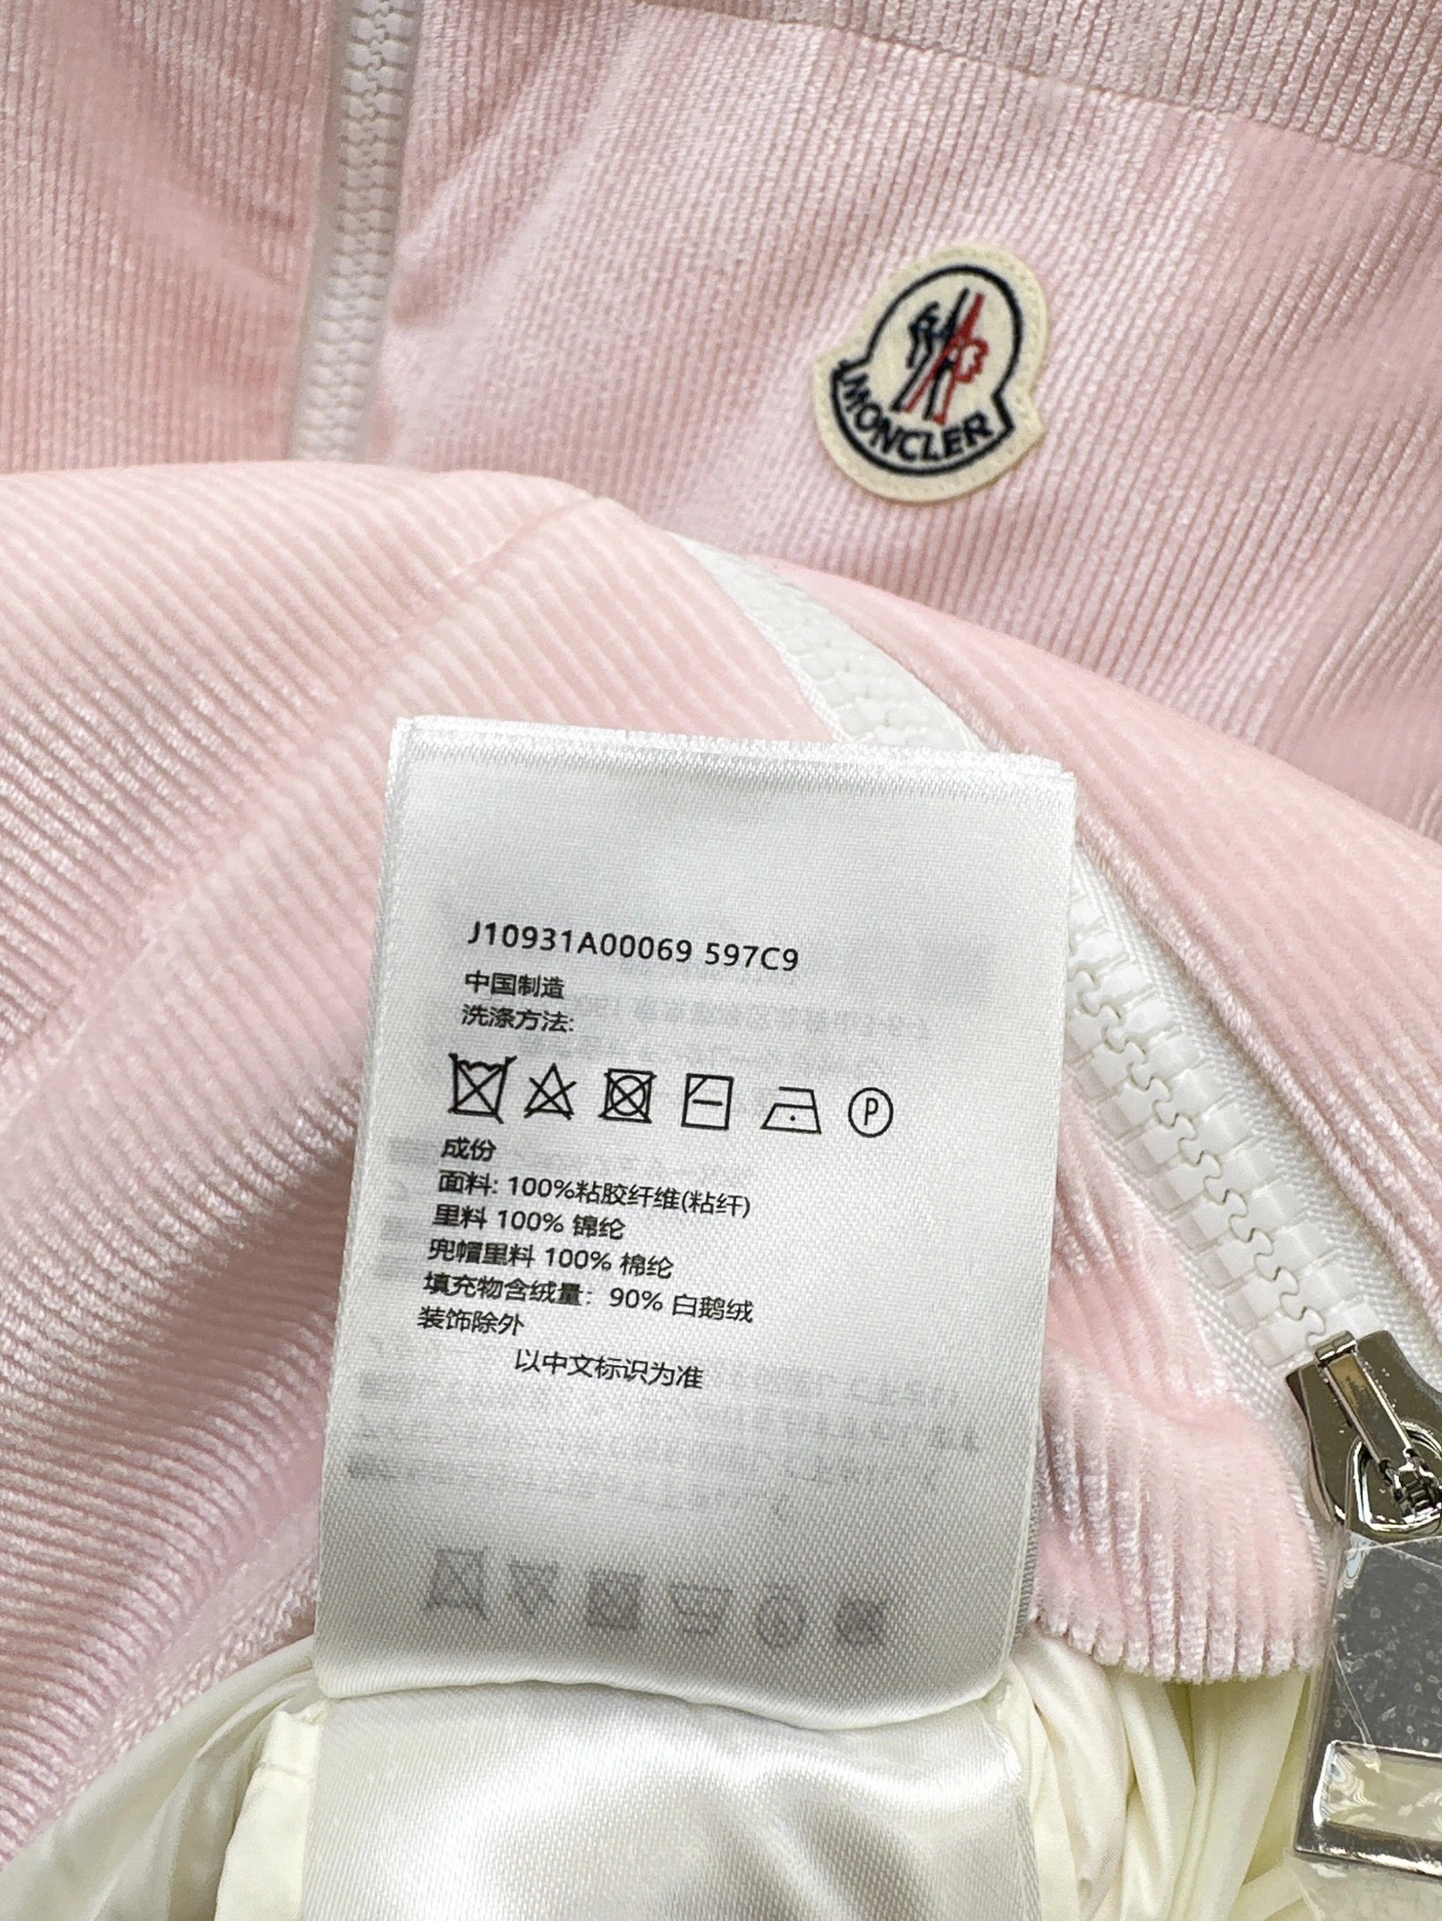 MONCLER
J10931A00069 597C9
中国制造
洗涤方法:
P
成份
面料: 100%粘胶纤维(粘纤)
里料 100% 锦纶
兜帽里料 100% 棉纶
填充物含绒量: 90% 白鹅绒
装饰除外
以中文标识为准